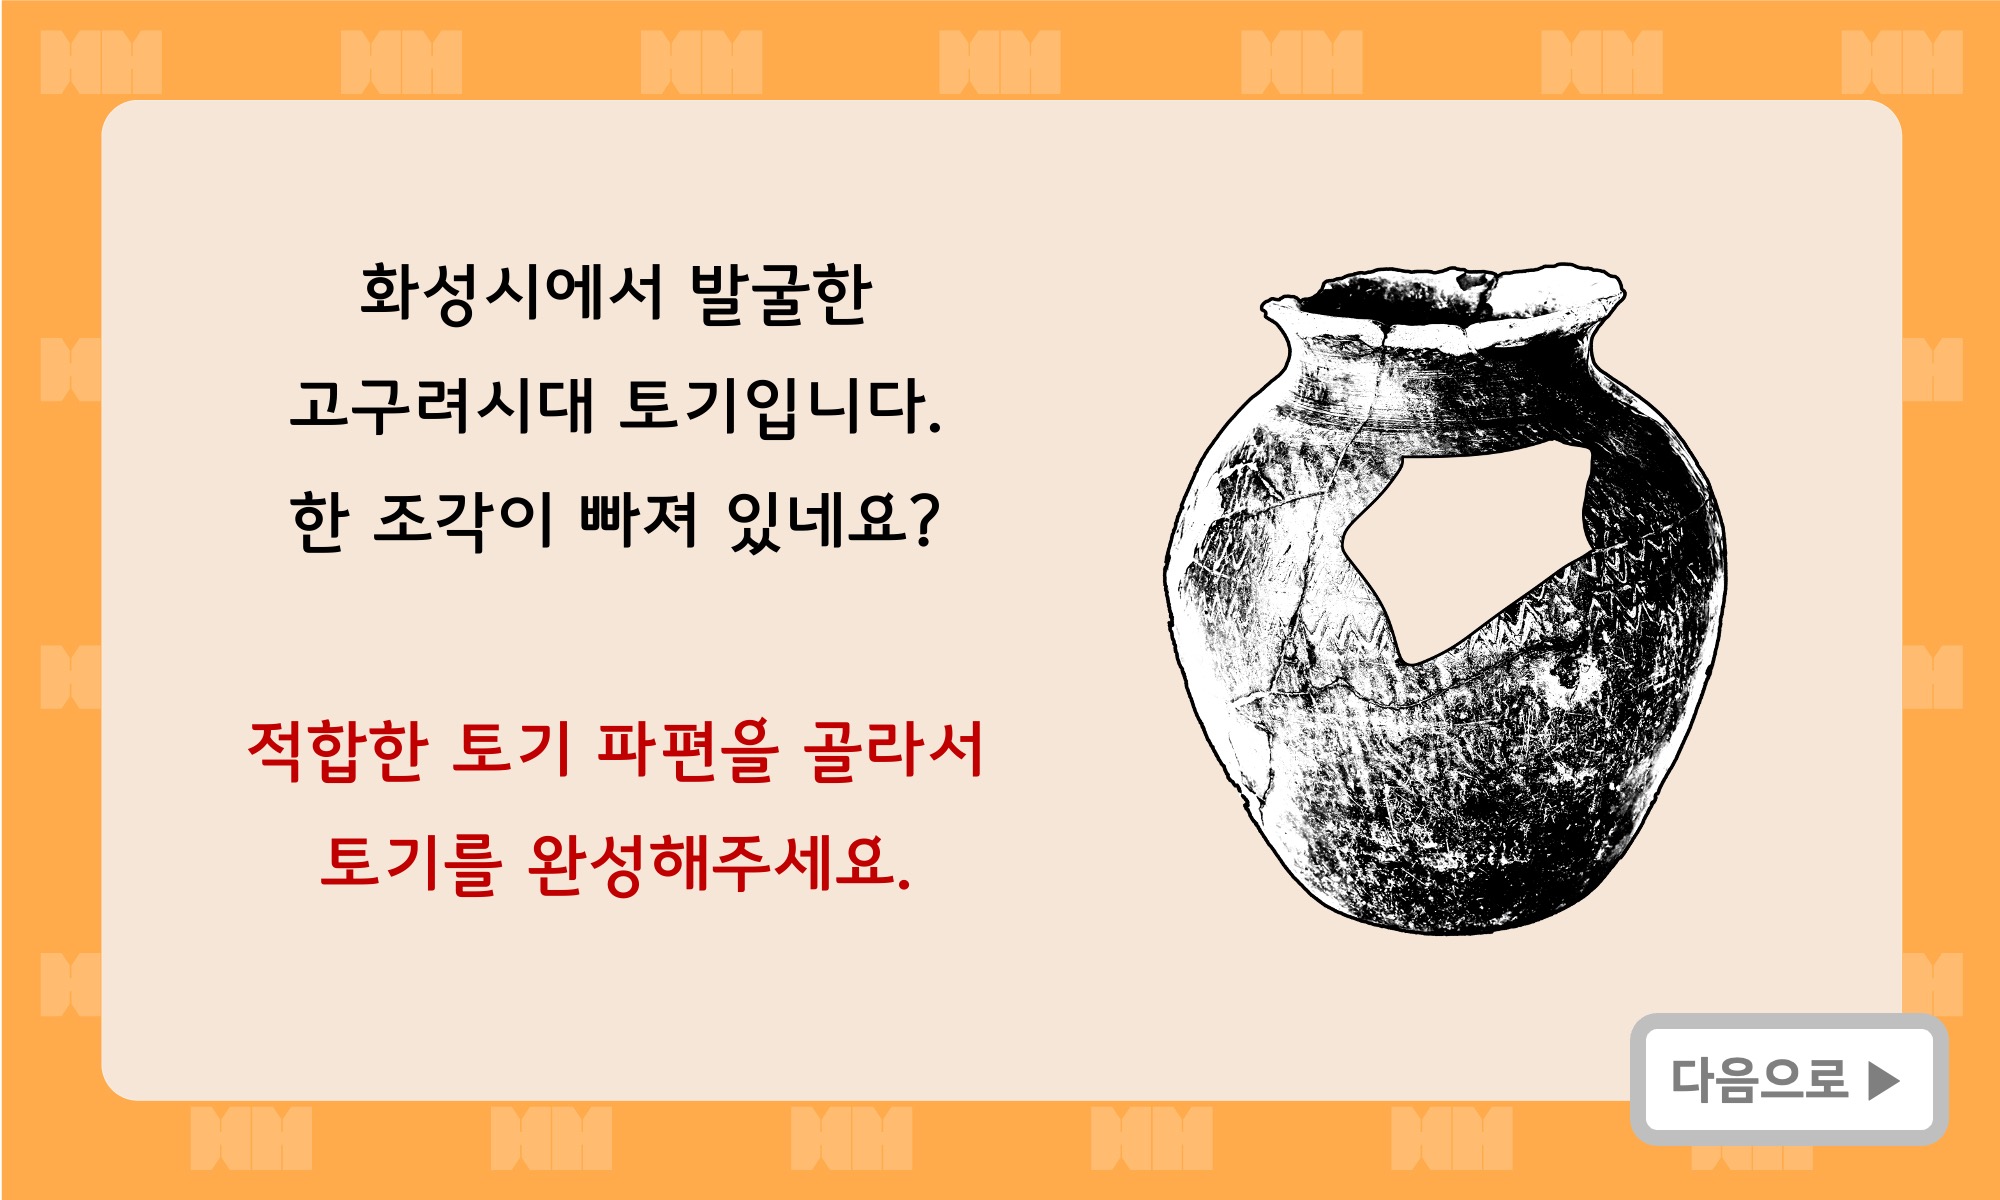 화성시에서 발굴한
고구려시대 토기입니다.
한 조각이 빠져 있네요?
적합한 토기 파편을 골라서
토기를 완성해주세요.
다음으로 ▶